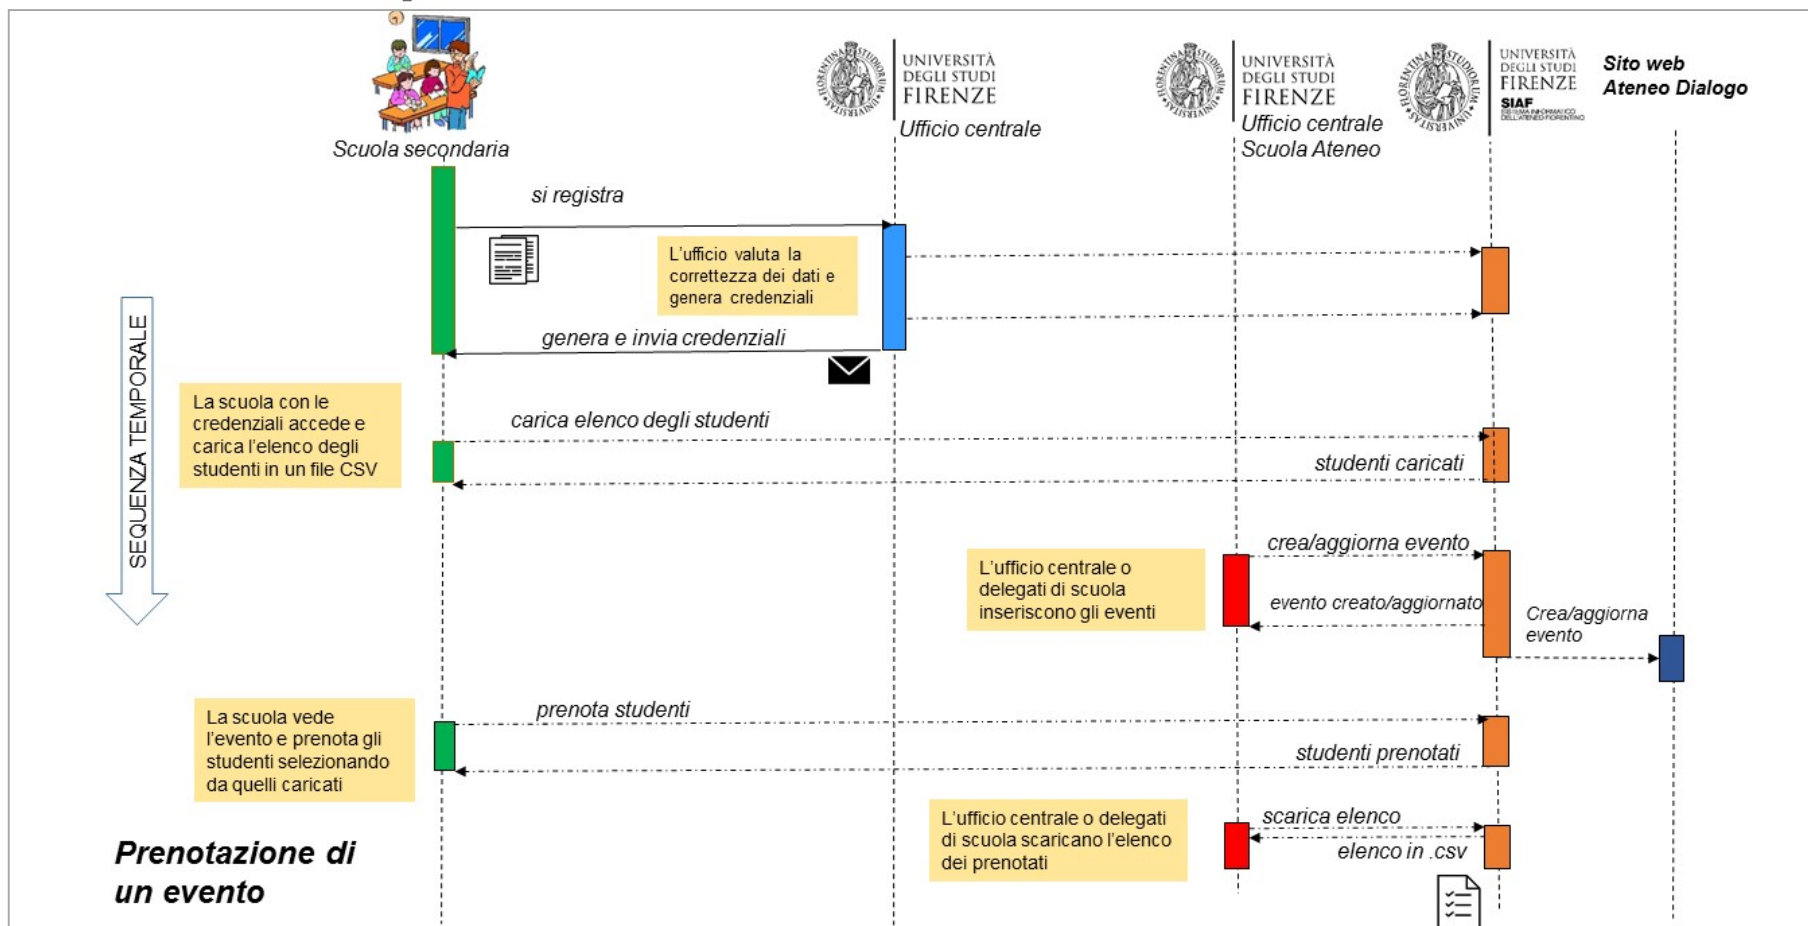 Scuola secondaria
UNIVERSITÀ
DEGLI STUDI
FIRENZE
Ufficio centrale
UNIVERSITÀ
DEGLI STUDI
FIRENZE
Ufficio centrale
Scuola Ateneo
UNIVERSITÀ
DEGLI STUDI
FIRENZE
SIAF
SISTEMA INFORMATICO
DELL'ATENEO FIORENTINO
Sito web
Ateneo Dialogo
si registra
L'ufficio valuta la
correttezza dei dati e
genera credenziali
genera e invia credenziali
SEQUENZA TEMPORALE
La scuola con le
credenziali accede e
carica l'elenco degli
studenti in un file CSV
carica elenco degli studenti
studenti caricati
L'ufficio centrale o
delegati di scuola
inseriscono gli eventi
crea/aggiorna evento
evento creato/aggiornato
Crea/aggiorna
evento
La scuola vede
l'evento e prenota gli
studenti selezionando
da quelli caricati
prenota studenti
studenti prenotati
L'ufficio centrale o delegati
di scuola scaricano l'elenco
dei prenotati
scarica elenco
elenco in .csv
Prenotazione di
un evento